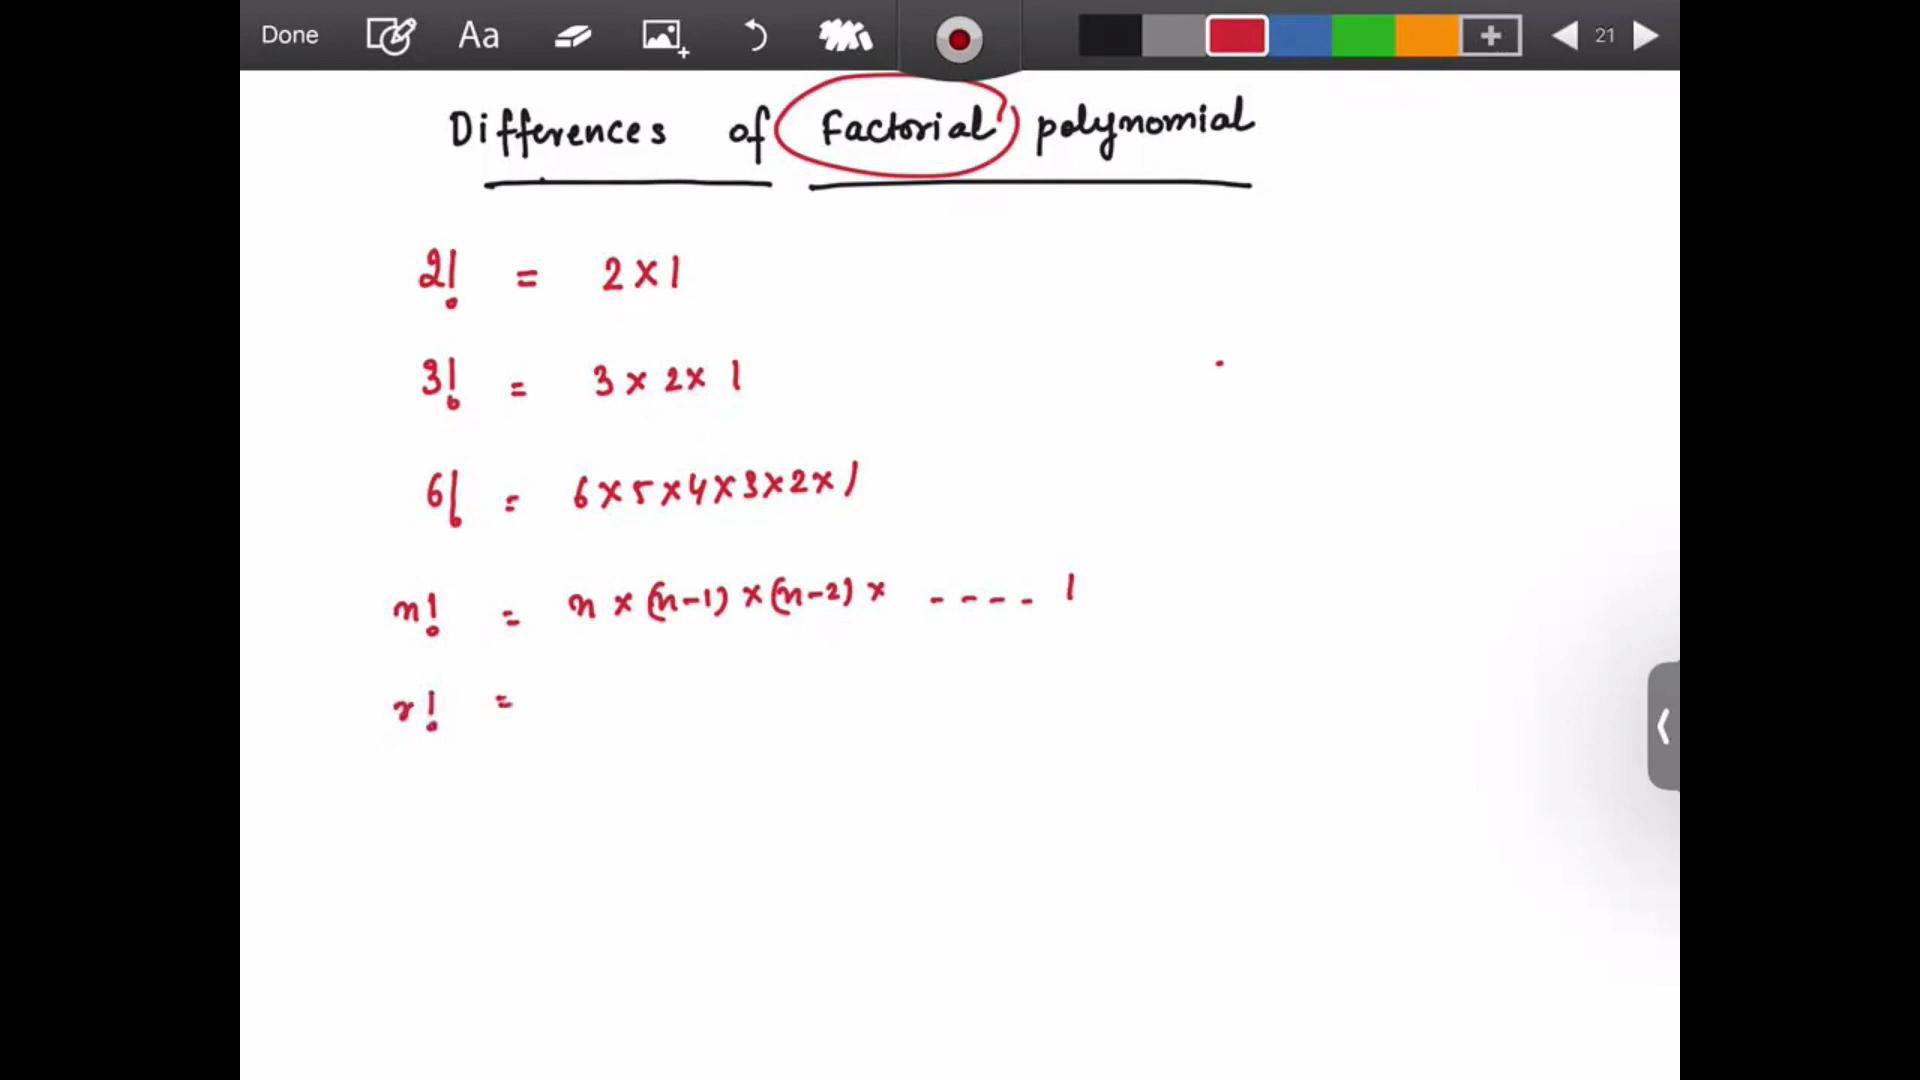 Done Aa 21
Differences of Factorial polynomial
2! = 2 × 1
3! = 3 × 2 × 1
6! = 6 × 5 × 4 × 3 × 2 × 1
n! = n × (n-1) × (n-2) × ---- 1
r! =